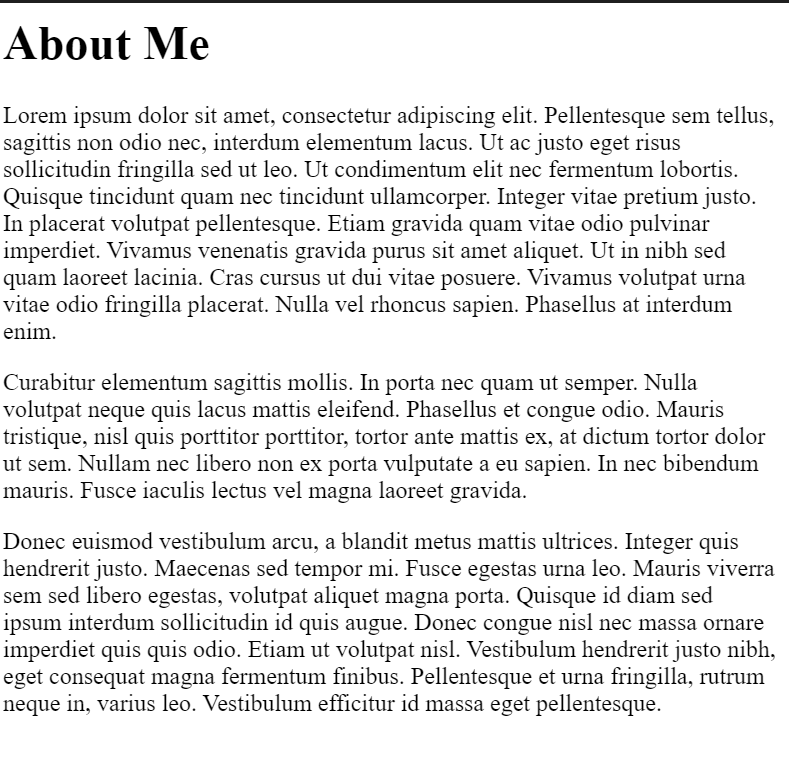 About Me
Lorem ipsum dolor sit amet, consectetur adipiscing elit. Pellentesque sem tellus,
sagittis non odio nec, interdum elementum lacus. Ut ac justo eget risus
sollicitudin fringilla sed ut leo. Ut condimentum elit nec fermentum lobortis.
Quisque tincidunt quam nec tincidunt ullamcorper. Integer vitae pretium justo.
In placerat volutpat pellentesque. Etiam gravida quam vitae odio pulvinar
imperdiet. Vivamus venenatis gravida purus sit amet aliquet. Ut in nibh sed
quam laoreet lacinia. Cras cursus ut dui vitae posuere. Vivamus volutpat urna
vitae odio fringilla placerat. Nulla vel rhoncus sapien. Phasellus at interdum
enim.
Curabitur elementum sagittis mollis. In porta nec quam ut semper. Nulla
volutpat neque quis lacus mattis eleifend. Phasellus et congue odio. Mauris
tristique, nisl quis porttitor porttitor, tortor ante mattis ex, at dictum tortor dolor
ut sem. Nullam nec libero non ex porta vulputate a eu sapien. In nec bibendum
mauris. Fusce iaculis lectus vel magna laoreet gravida.
Donec euismod vestibulum arcu, a blandit metus mattis ultrices. Integer quis
hendrerit justo. Maecenas sed tempor mi. Fusce egestas urna leo. Mauris viverra
sem sed libero egestas, volutpat aliquet magna porta. Quisque id diam sed
ipsum interdum sollicitudin id quis augue. Donec congue nisl nec massa ornare
imperdiet quis quis odio. Etiam ut volutpat nisl. Vestibulum hendrerit justo nibh,
eget consequat magna fermentum finibus. Pellentesque et urna fringilla, rutrum
neque in, varius leo. Vestibulum efficitur id massa eget pellentesque.